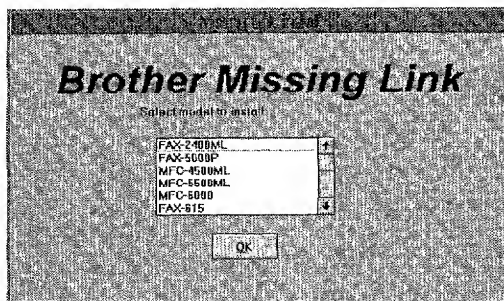 Brother Missing Link
Select model to install
FAX-2400ML
FAX-5000P
MFC-4500ML
MFC-5500ML
MFC-6000
FAX-615
OK